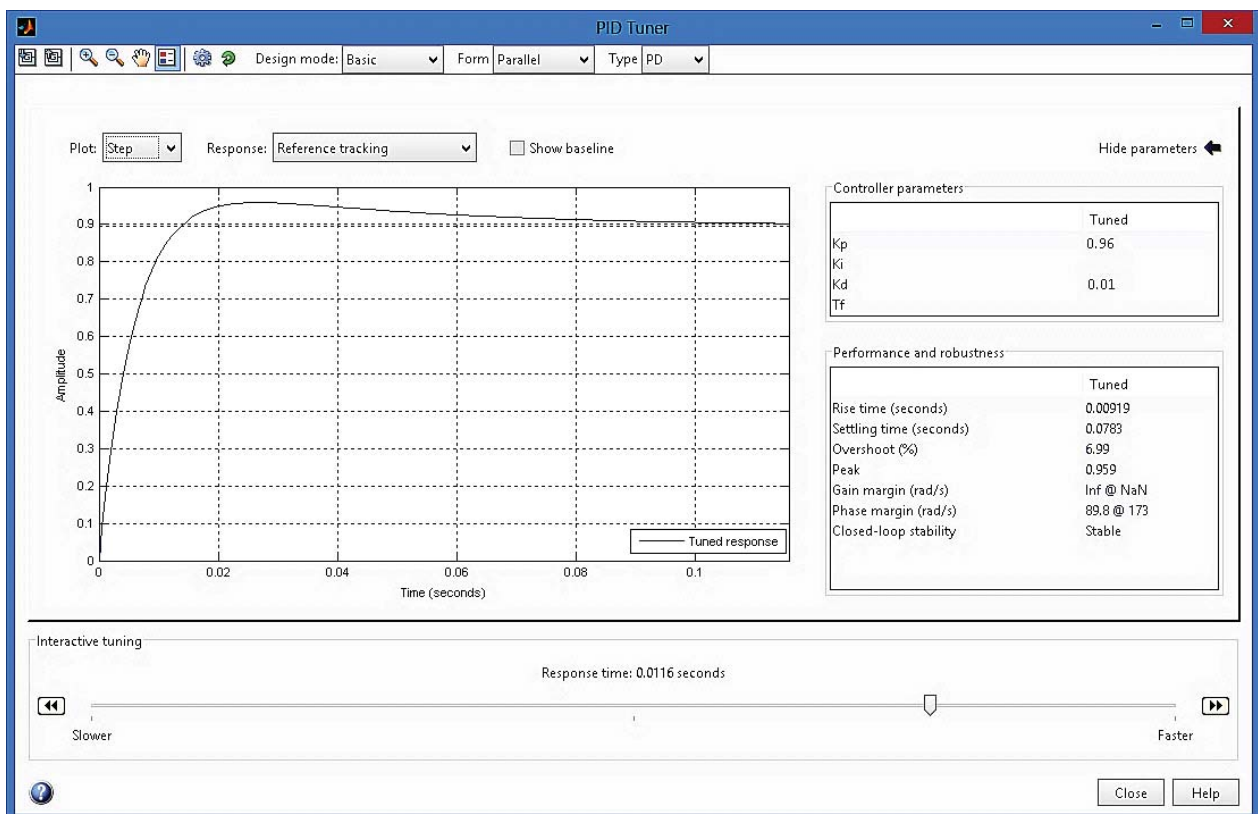 PID Tuner
Design mode: Basic Form Parallel Type PD
Plot: Step Response: Reference tracking Show baseline Hide parameters
1
0.9
0.8
0.7
0.6
0.5
0.4
0.3
0.2
0.1
0
Amplitude
0 0.02 0.04 0.06 0.08 0.1
Time (seconds)
Tuned response
Controller parameters
Tuned
Kp 0.96
Ki
Kd 0.01
Tf
Performance and robustness
Tuned
Rise time (seconds) 0.00919
Settling time (seconds) 0.0783
Overshoot (%) 6.99
Peak 0.959
Gain margin (rad/s) Inf @ NaN
Phase margin (rad/s) 89.8 @ 173
Closed-loop stability Stable
Interactive tuning
Response time: 0.0116 seconds
Slower Faster
Close Help